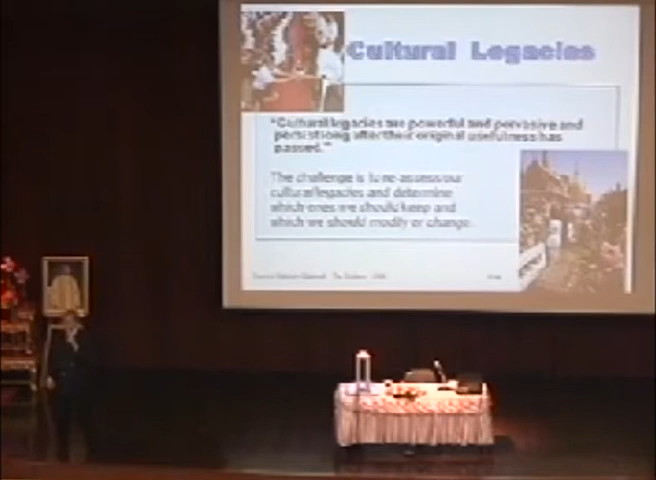 Cultural Legacies
"Cultural legacies are powerful and pervasive and
persist long after their original usefulness has
passed."
The challenge is to re-assess our
cultural legacies and determine
which ones we should keep and
which we should modify or change.